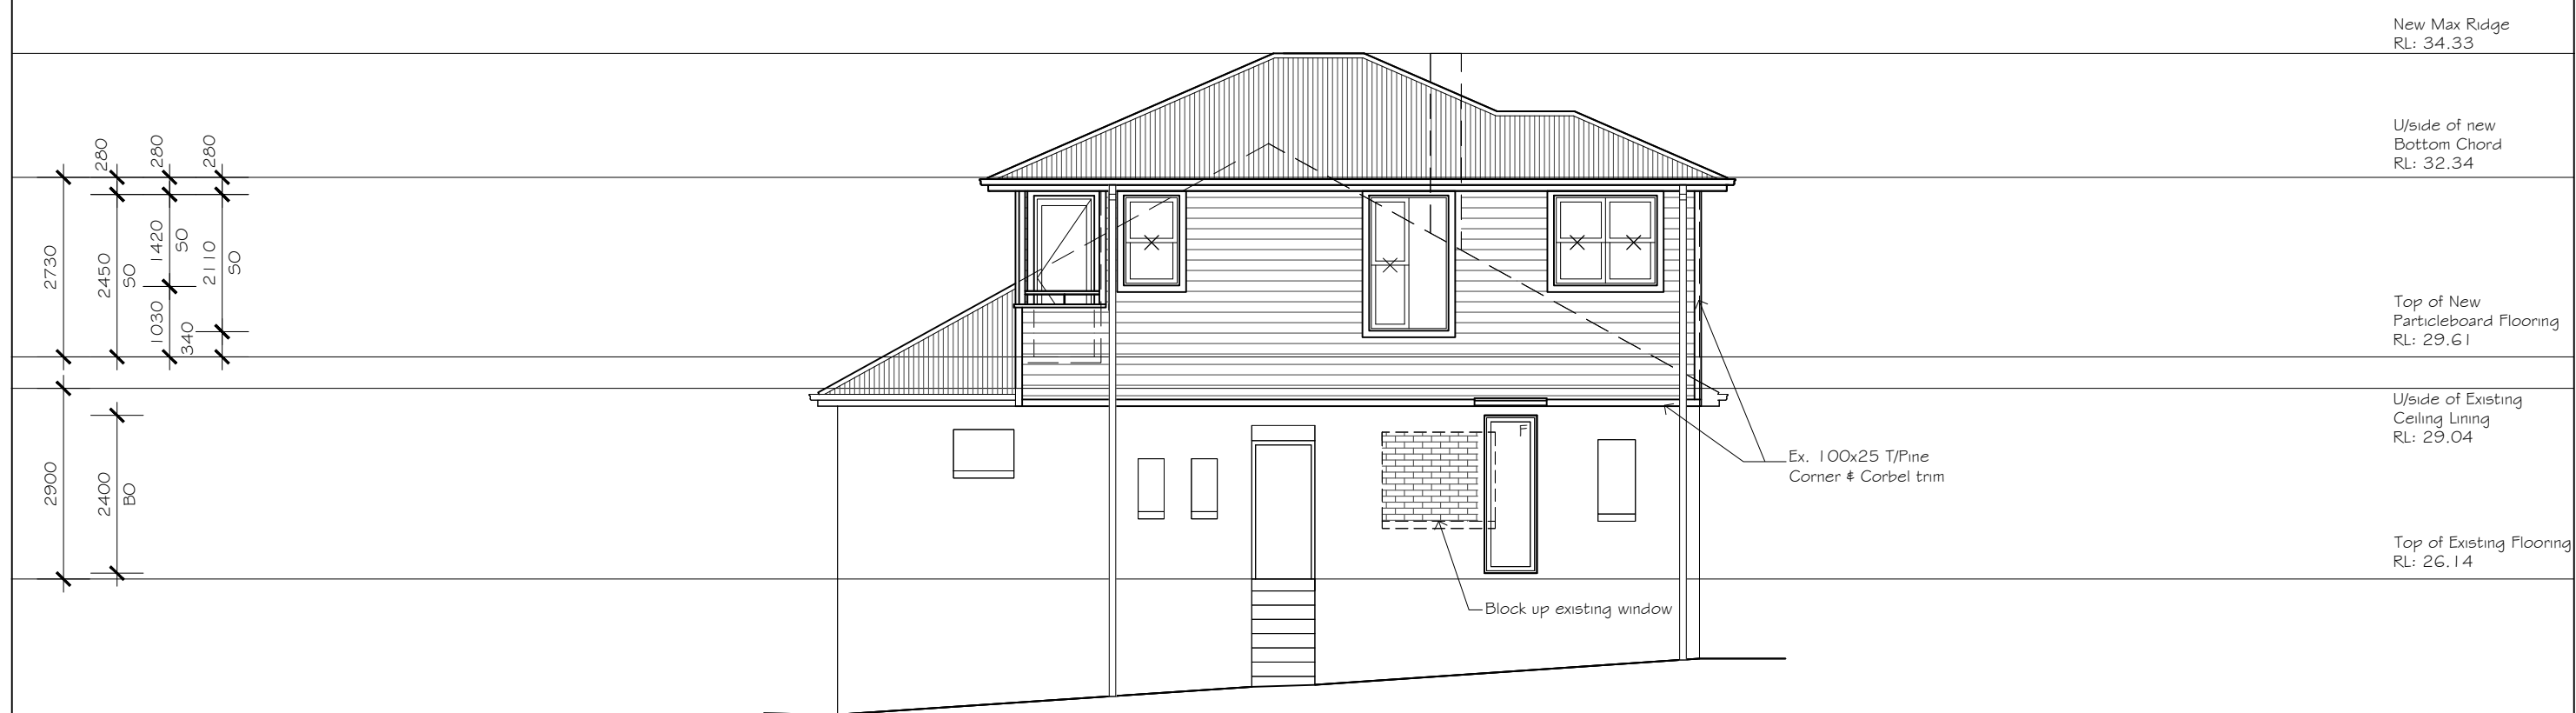 New Max Ridge
RL: 34.33
U/side of new
Bottom Chord
RL: 32.34
280
280
280
2730
2450
SO
1420
SO
2110
SO
1030
340
Top of New
Particleboard Flooring
RL: 29.61
U/side of Existing
Ceiling Lining
RL: 29.04
F
Ex. 100x25 T/Pine
Corner & Corbel trim
2900
2400
BO
Top of Existing Flooring
RL: 26.14
Block up existing window